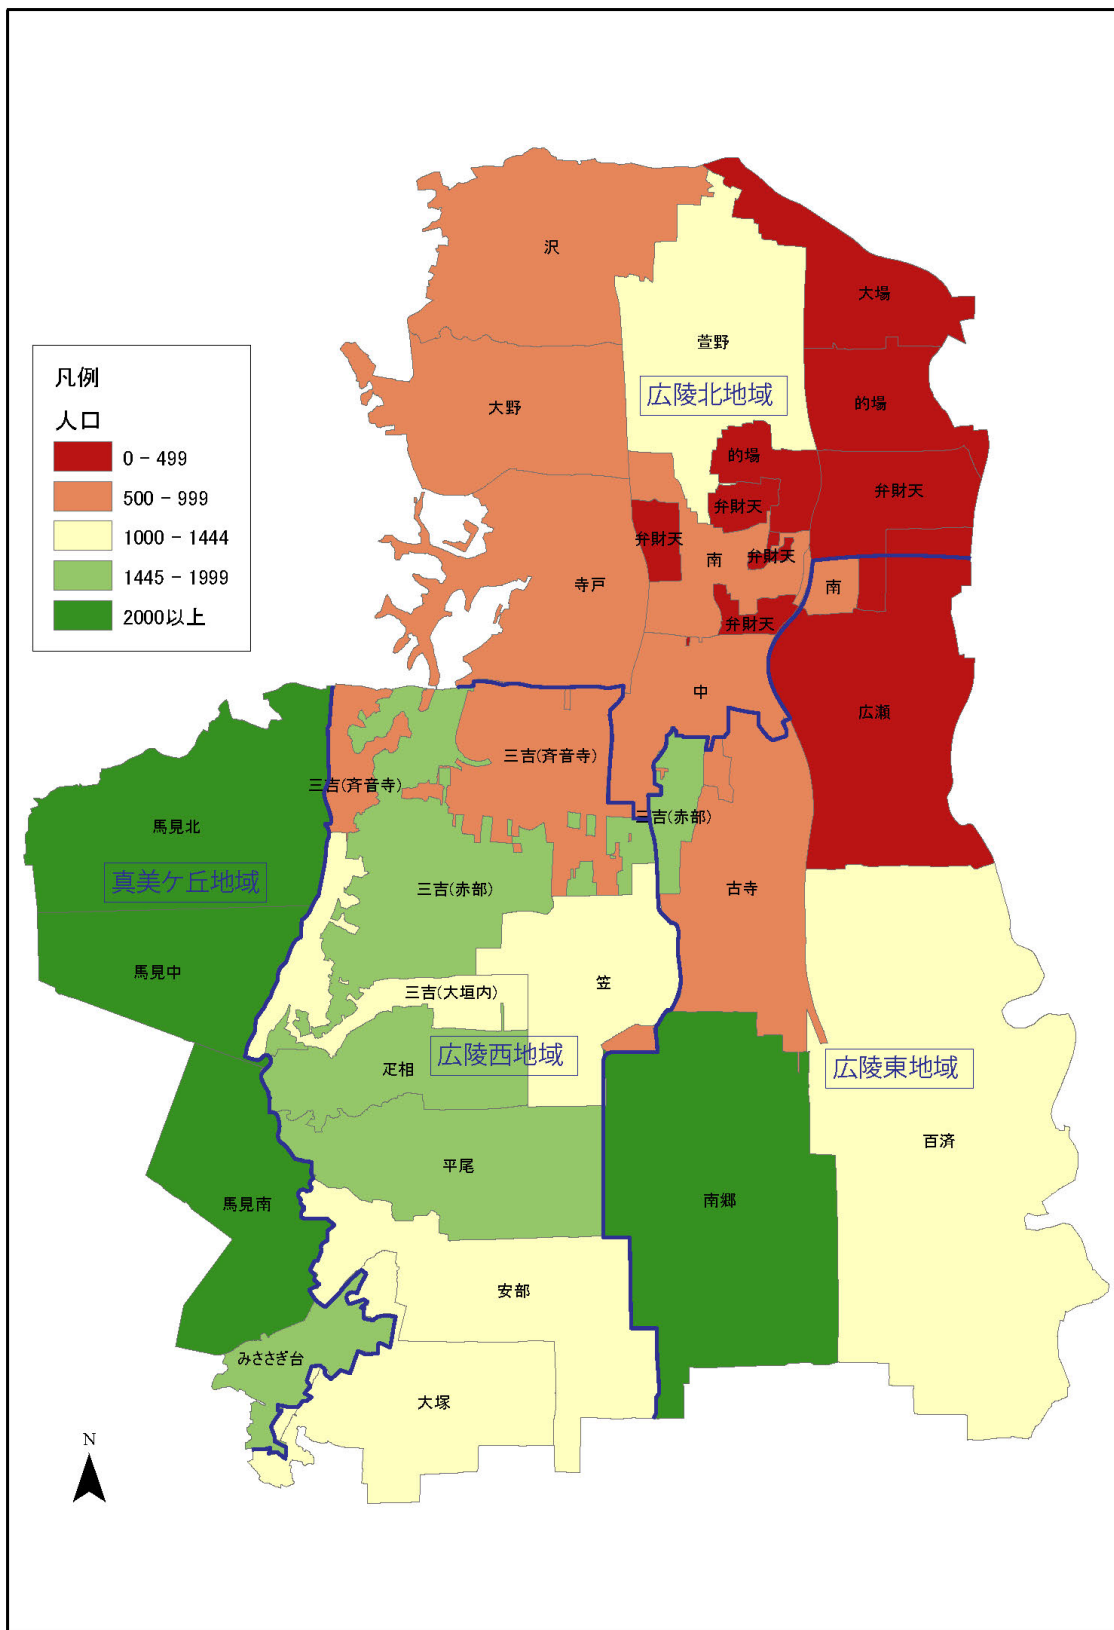 沢
大場
萱野
凡例
広陵北地域
大野
的場
人口
0 - 499
的場
500 - 999
弁財天
弁財天
1000 - 1444
弁財天
弁財天
南
1445 - 1999
寺戸
南
2000以上
弁財天
中
広瀬
三吉(斉音寺)
三吉(斉音寺)
三吉(赤部)
馬見北
真美ケ丘地域
三吉(赤部)
古寺
馬見中
笠
三吉(大垣内)
広陵西地域
疋相
広陵東地域
百済
平尾
馬見南
南郷
安部
みささぎ台
大塚
N